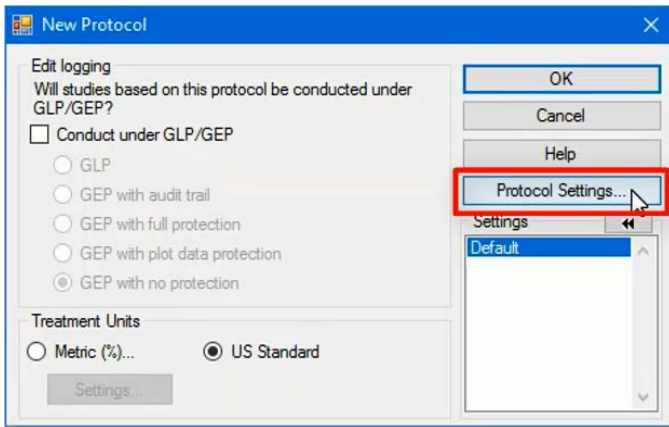 New Protocol
Edit logging
Will studies based on this protocol be conducted under
GLP/GEP?
Conduct under GLP/GEP
GLP
GEP with audit trail
GEP with full protection
GEP with plot data protection
GEP with no protection
Treatment Units
Metric (%)...
US Standard
Settings...
OK
Cancel
Help
Protocol Settings...
Settings
Default